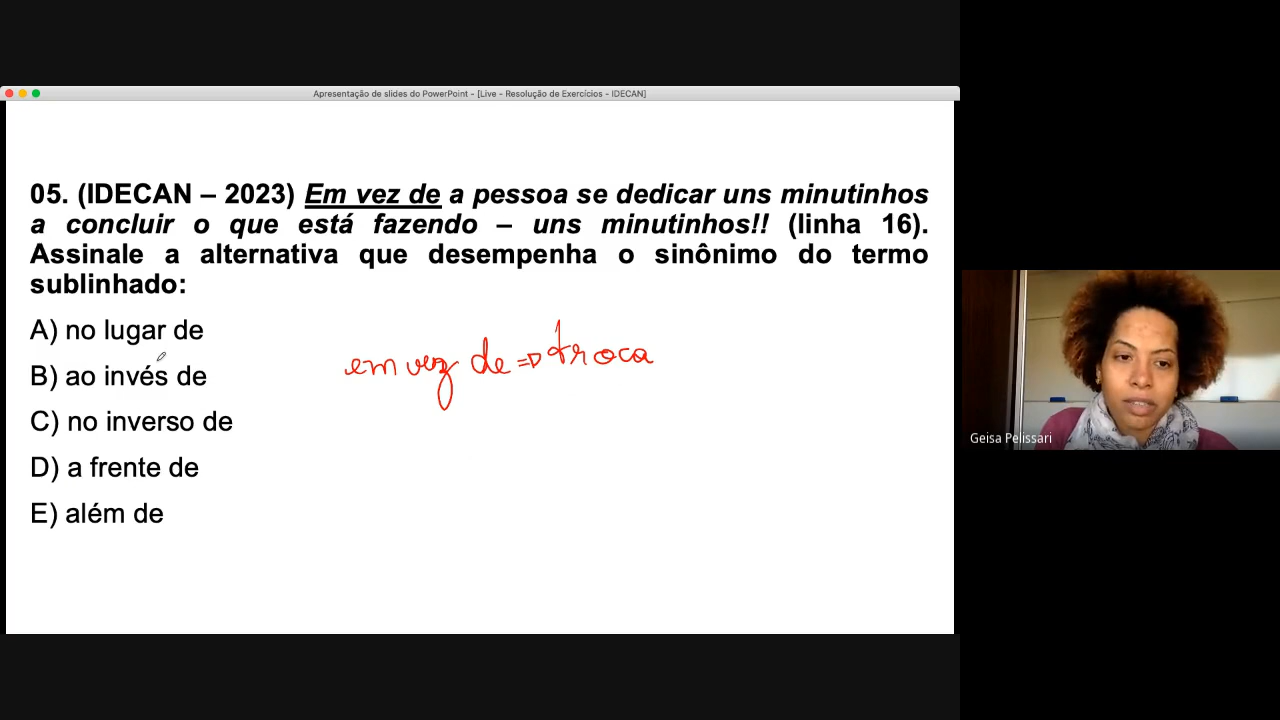 Apresentação de slides do PowerPoint - [Live - Resolução de Exercícios - IDECAN]
05. (IDECAN – 2023) Em vez de a pessoa se dedicar uns minutinhos
a concluir o que está fazendo – uns minutinhos!! (linha 16).
Assinale a alternativa que desempenha o sinônimo do termo
sublinhado:
A) no lugar de
B) ao invés de
C) no inverso de
D) a frente de
E) além de
em vez de ⇒ troca
Geisa Pelissari